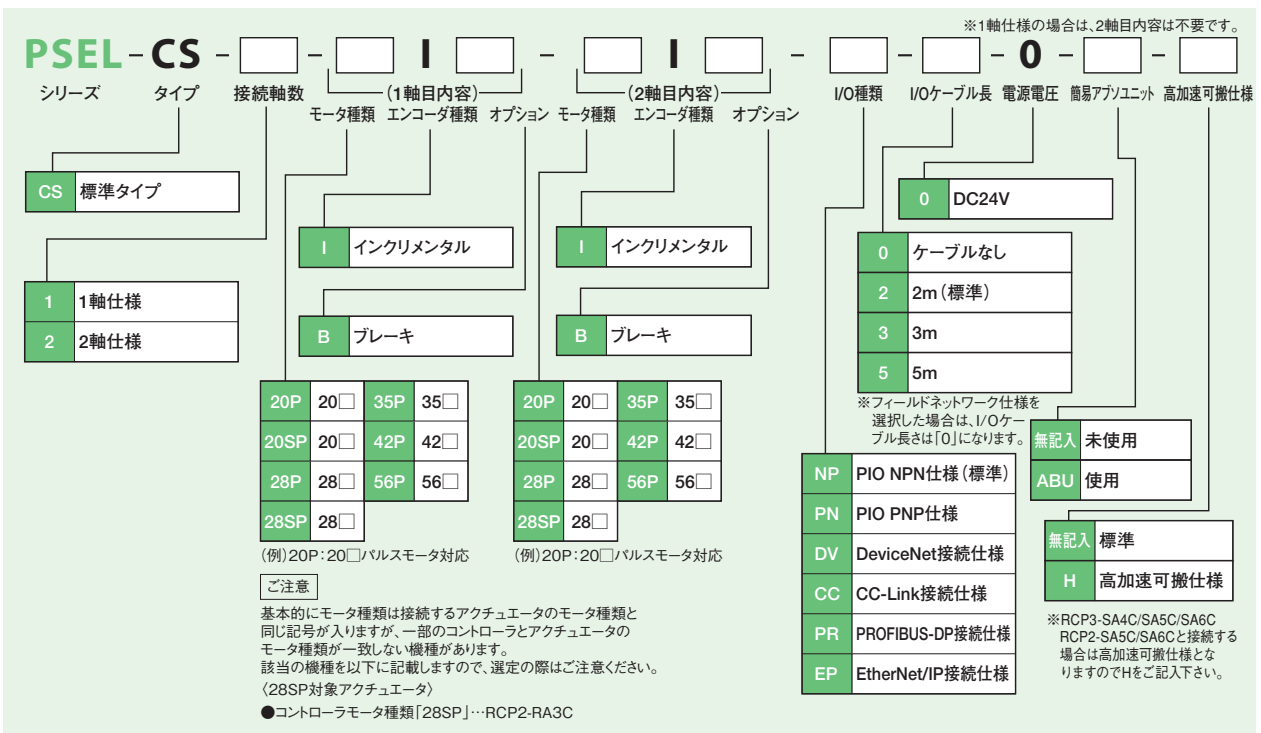 ※1軸仕様の場合は、2軸目内容は不要です。
PSEL-CS-□-□I□-□I□-□-□-0-□-□
シリーズ タイプ 接続軸数 (1軸目内容) (2軸目内容) I/O種類 I/Oケーブル長 電源電圧 簡易アブソユニット 高加速可搬仕様
モータ種類 エンコーダ種類 オプション モータ種類 エンコーダ種類 オプション
CS 標準タイプ
1 1軸仕様
2 2軸仕様
I インクリメンタル
B ブレーキ
20P 20□ 35P 35□
20SP 20□ 42P 42□
28P 28□ 56P 56□
28SP 28□
(例)20P:20□パルスモータ対応
ご注意
基本的にモータ種類は接続するアクチュエータのモータ種類と
同じ記号が入りますが、一部のコントローラとアクチュエータの
モータ種類が一致しない機種があります。
該当の機種を以下に記載しますので、選定の際はご注意ください。
〈28SP対象アクチュエータ〉
●コントローラモータ種類「28SP」…RCP2-RA3C
I インクリメンタル
B ブレーキ
20P 20□ 35P 35□
20SP 20□ 42P 42□
28P 28□ 56P 56□
28SP 28□
(例)20P:20□パルスモータ対応
0 DC24V
0 ケーブルなし
2 2m(標準)
3 3m
5 5m
※フィールドネットワーク仕様を
選択した場合は、I/Oケー
ブル長さは「0」になります。
NP PIO NPN仕様(標準)
PN PIO PNP仕様
DV DeviceNet接続仕様
CC CC-Link接続仕様
PR PROFIBUS-DP接続仕様
EP EtherNet/IP接続仕様
無記入 未使用
ABU 使用
無記入 標準
H 高加速可搬仕様
※RCP3-SA4C/SA5C/SA6C
RCP2-SA5C/SA6Cと接続する
場合は高加速可搬仕様とな
りますのでHをご記入下さい。